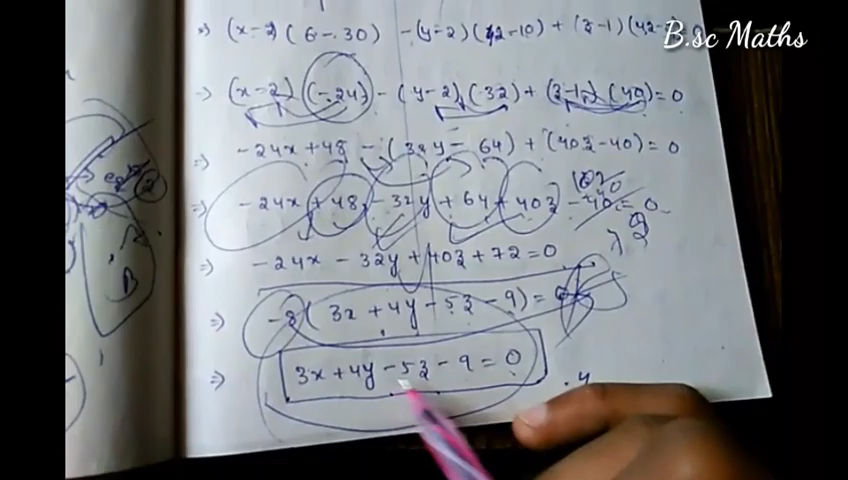 =) (x-2)(6-30) -(y-2)(42-10) + (z-1)(42-
B.sc Maths
=) (x-2)(-24) -(y-2)(32) + (z-1)(40)=0
=) -24x+48 -(32y-64) + (40z-40)=0
=) -24x+48-32y+64+40z-40=0
=) -24x-32y+40z+72=0
=) -8(3x+4y-5z-9)=0
=) 3x+4y-5z-9=0